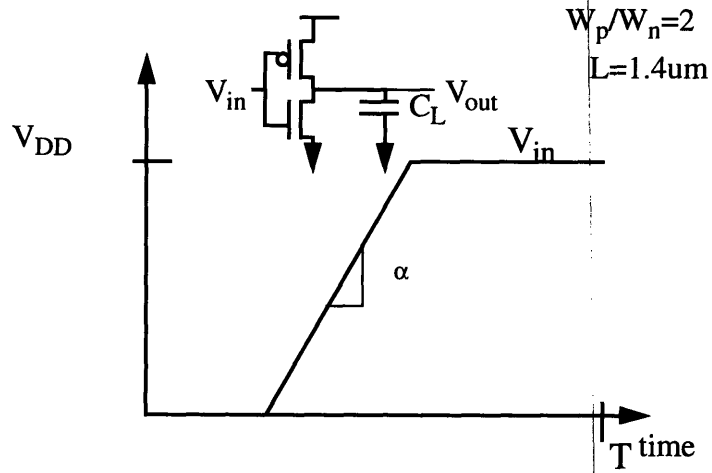 W_p/W_n=2
L=1.4um
V_in
V_out
C_L
V_DD
V_in
α
T time